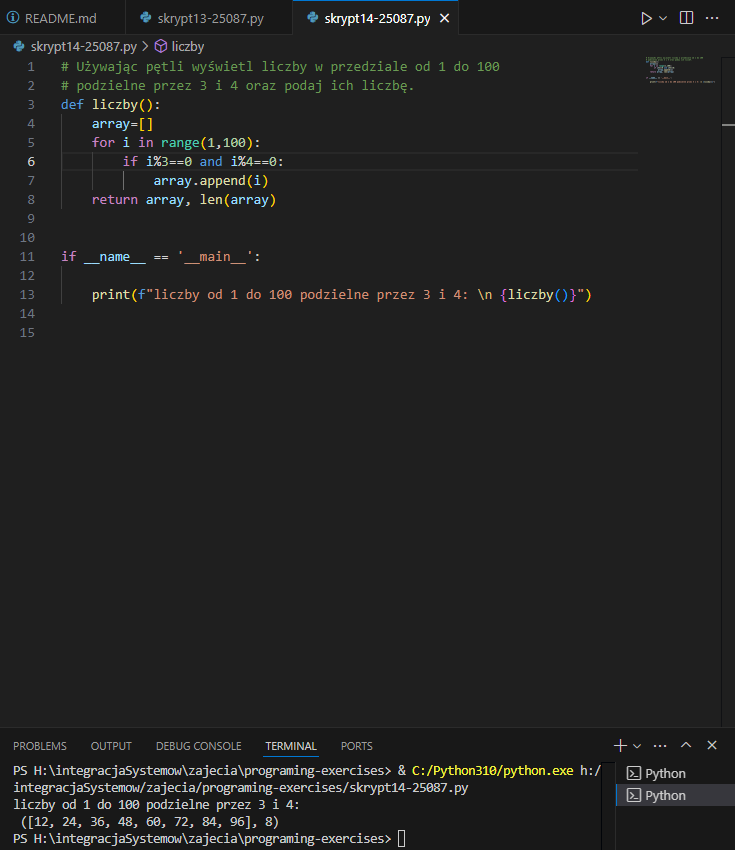 README.md skrypt13-25087.py skrypt14-25087.py
skrypt14-25087.py > liczby
1 # Używając pętli wyświetl liczby w przedziale od 1 do 100
2 # podzielne przez 3 i 4 oraz podaj ich liczbę.
3 def liczby():
4     array=[]
5     for i in range(1,100):
6         if i%3==0 and i%4==0:
7             array.append(i)
8     return array, len(array)
9
10
11 if __name__ == '__main__':
12
13     print(f"liczby od 1 do 100 podzielne przez 3 i 4: \n {liczby()}")
14
15
PROBLEMS OUTPUT DEBUG CONSOLE TERMINAL PORTS
PS H:\integracjaSystemow\zajecia\programing-exercises> & C:/Python310/python.exe h:/
integracjaSystemow/zajecia/programing-exercises/skrypt14-25087.py
liczby od 1 do 100 podzielne przez 3 i 4:
 ([12, 24, 36, 48, 60, 72, 84, 96], 8)
PS H:\integracjaSystemow\zajecia\programing-exercises>
Python
Python